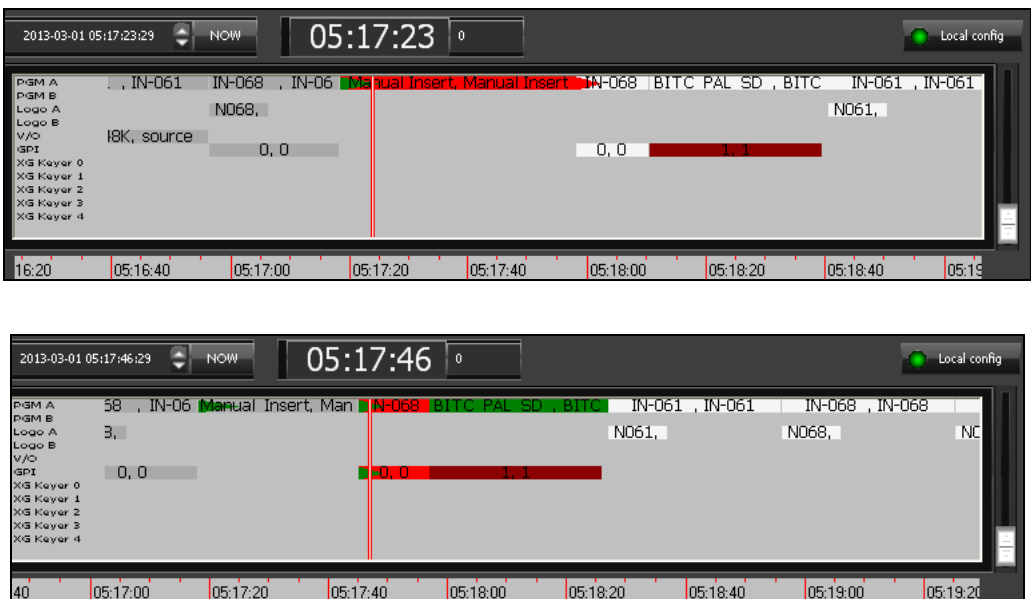 2013-03-01 05:17:23:29 NOW 05:17:23 0 Local config
PGM A , IN-061 IN-068 , IN-06 Manual Insert, Manual Insert IN-068 BITC PAL SD , BITC IN-061 , IN-061
PGM B
Logo A N068, N061,
Logo B
V/O 48K, source
GPI 0, 0 0, 0 1, 1
XG Keyer 0
XG Keyer 1
XG Keyer 2
XG Keyer 3
XG Keyer 4
16:20 05:16:40 05:17:00 05:17:20 05:17:40 05:18:00 05:18:20 05:18:40 05:19
2013-03-01 05:17:46:29 NOW 05:17:46 0 Local config
PGM A 58 , IN-06 Manual Insert, Man IN-068 BITC PAL SD , BITC IN-061 , IN-061 IN-068 , IN-068
PGM B
Logo A 3, N061, N068, NC
Logo B
V/O
GPI 0, 0 0, 0 1, 1
XG Keyer 0
XG Keyer 1
XG Keyer 2
XG Keyer 3
XG Keyer 4
40 05:17:00 05:17:20 05:17:40 05:18:00 05:18:20 05:18:40 05:19:00 05:19:20